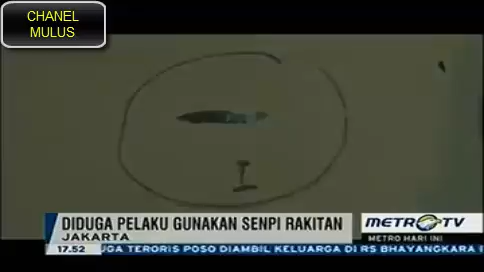 CHANEL
MULUS
I
DIDUGA PELAKU GUNAKAN SENPI RAKITAN
JAKARTA
METRO TV
METRO HARI INI
17.52 UGA TERORIS POSO DIAMBIL KELUARGA DI RS BHAYANGKARA